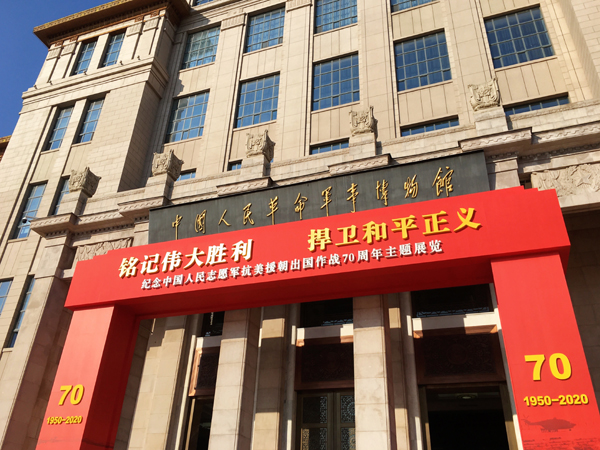 中国人民革命军事博物館
铭记伟大胜利 捍卫和平正义
纪念中国人民志愿军抗美援朝出国作战70周年主题展览
70
1950-2020
70
1950-2020